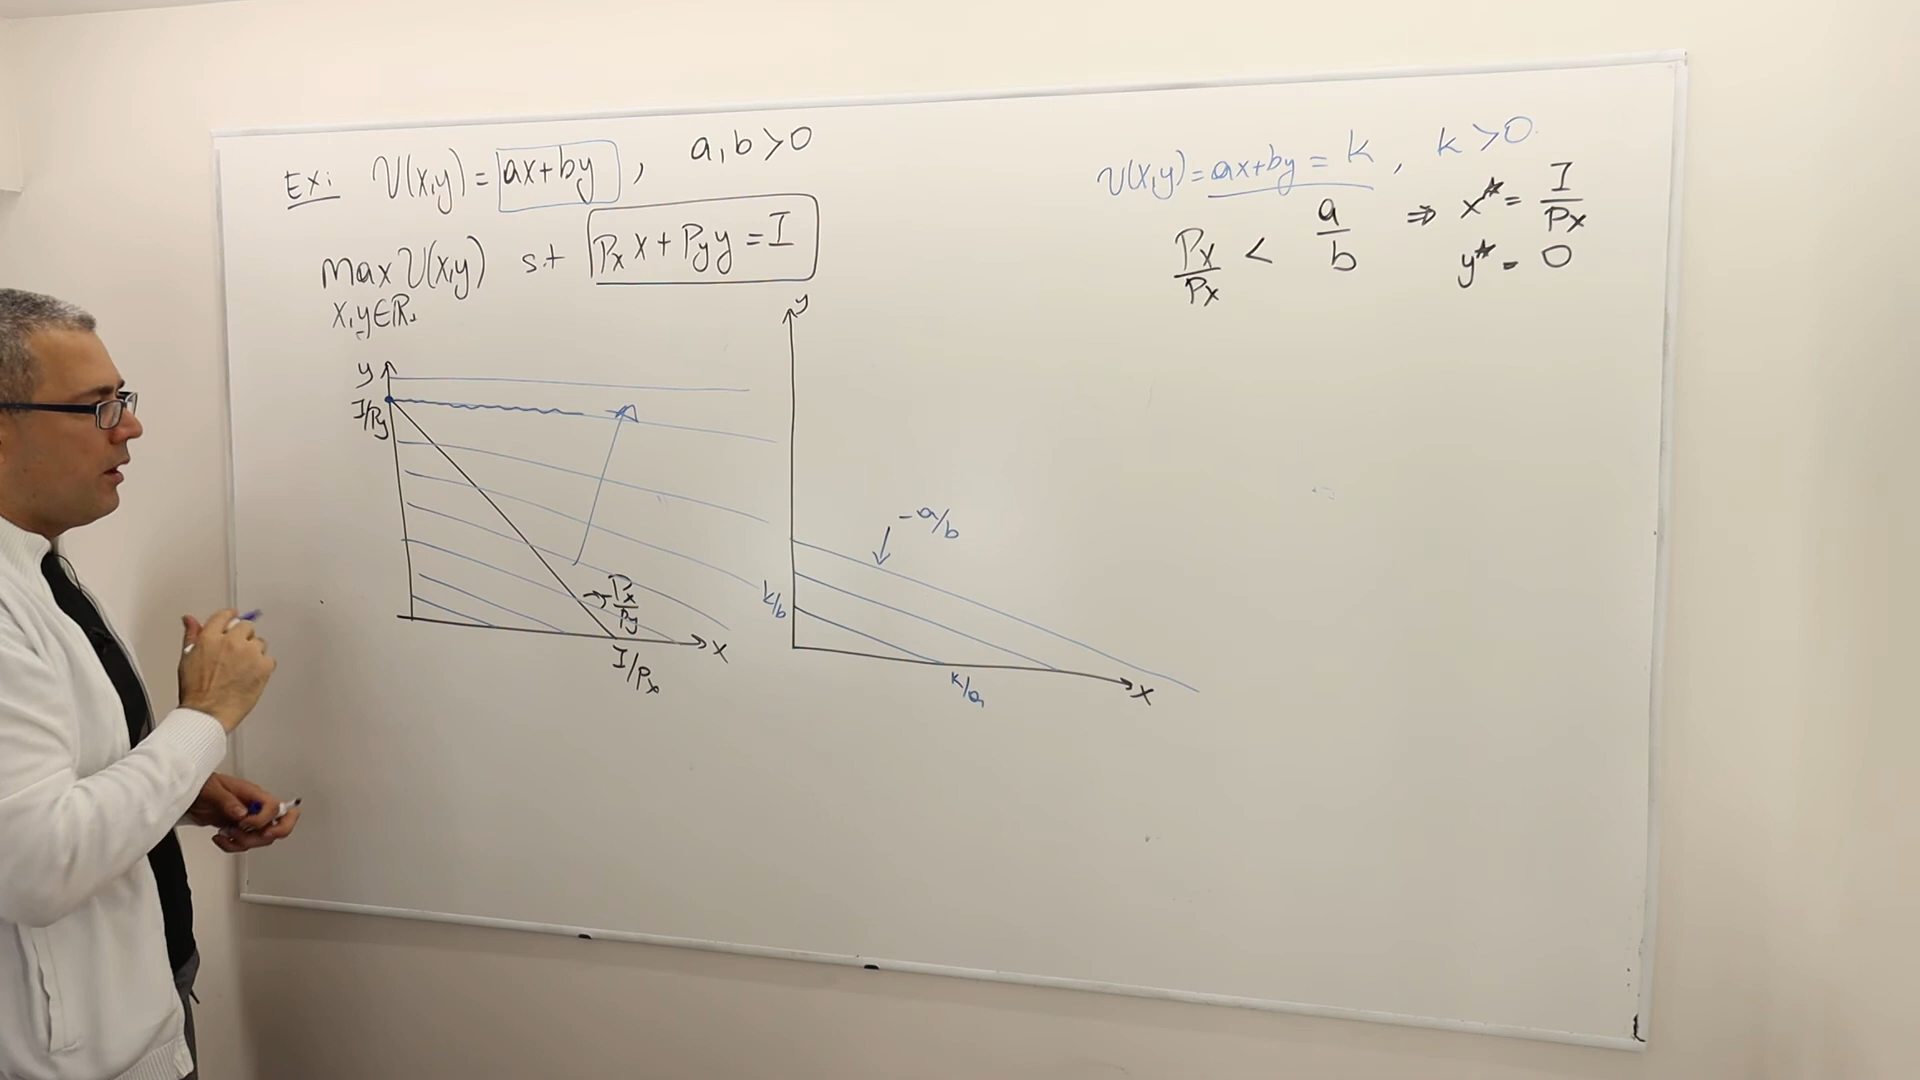 Ex: U(x,y) = ax+by , a,b>0
max U(x,y) s.t Px x + Py y = I
x,y∈R+
y
I/Py
Px/Py
x
I/Px
y
-a/b
k/b
k/a
x
U(x,y) = ax+by = k , k>0.
Px/Px < a/b ⇒ x* = I/Px
y* = 0